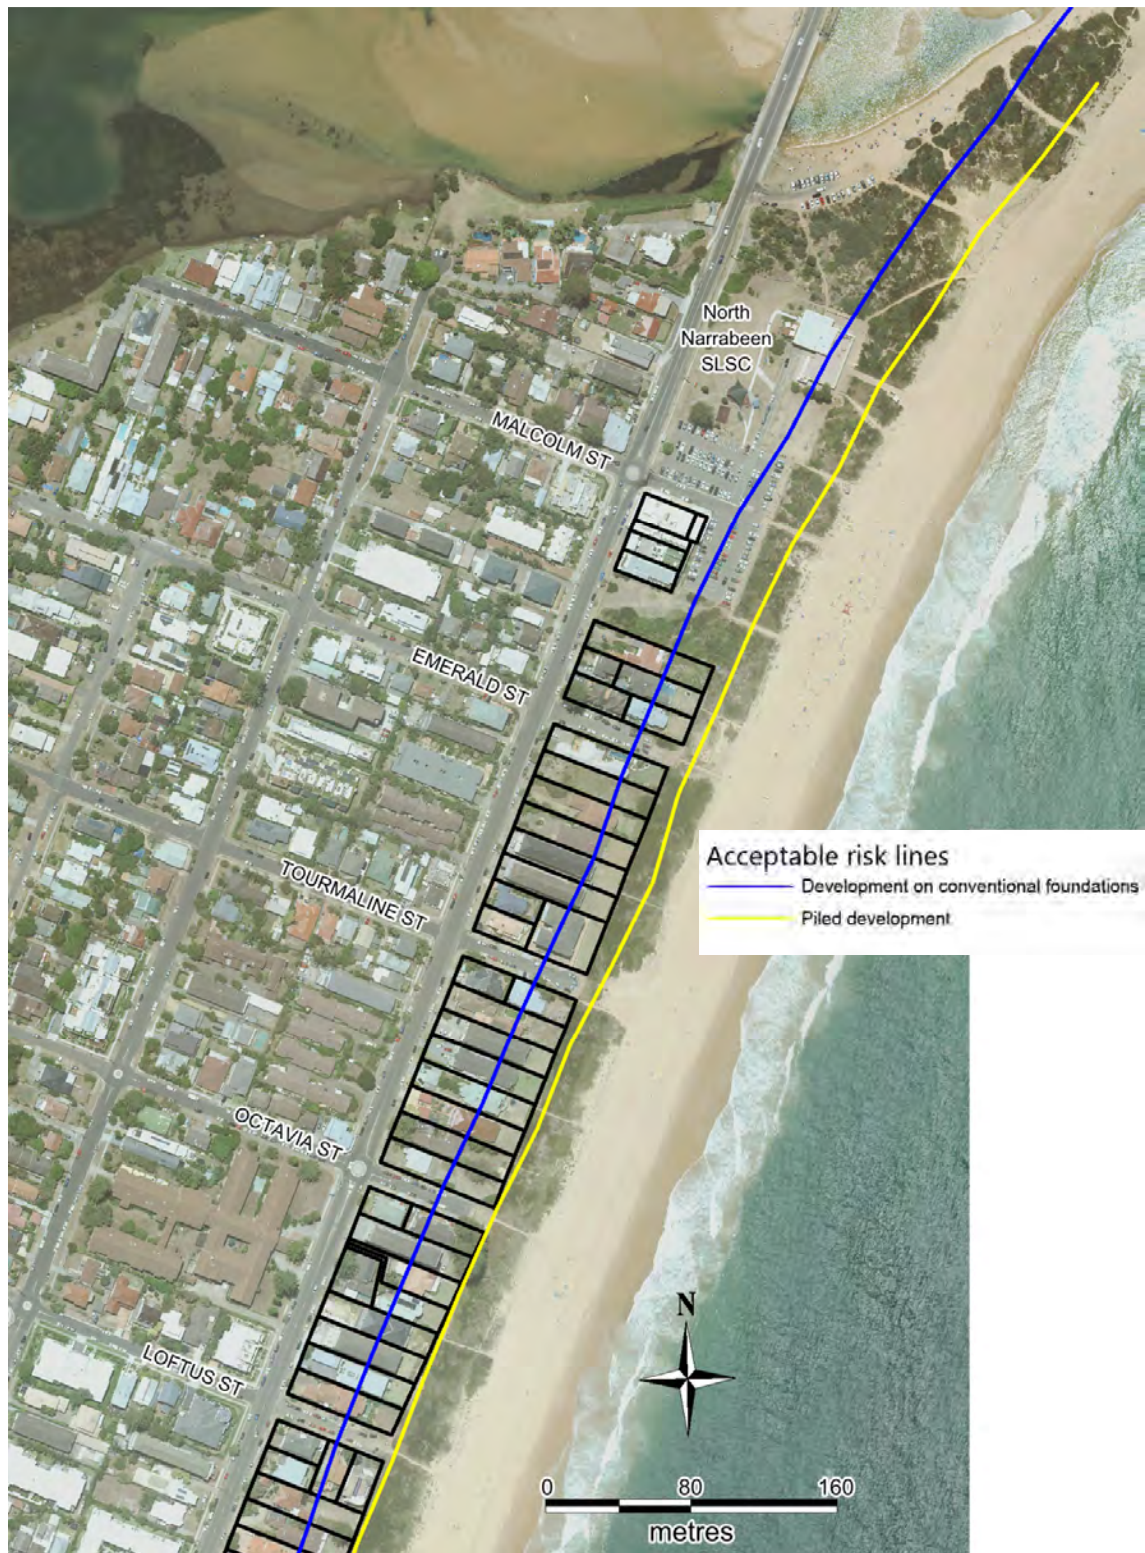 North
Narrabeen
SLSC
MALCOLM ST
EMERALD ST
Acceptable risk lines
Development on conventional foundations
Piled development
TOURMALINE ST
OCTAVIA ST
LOFTUS ST
N
0 80 160
metres